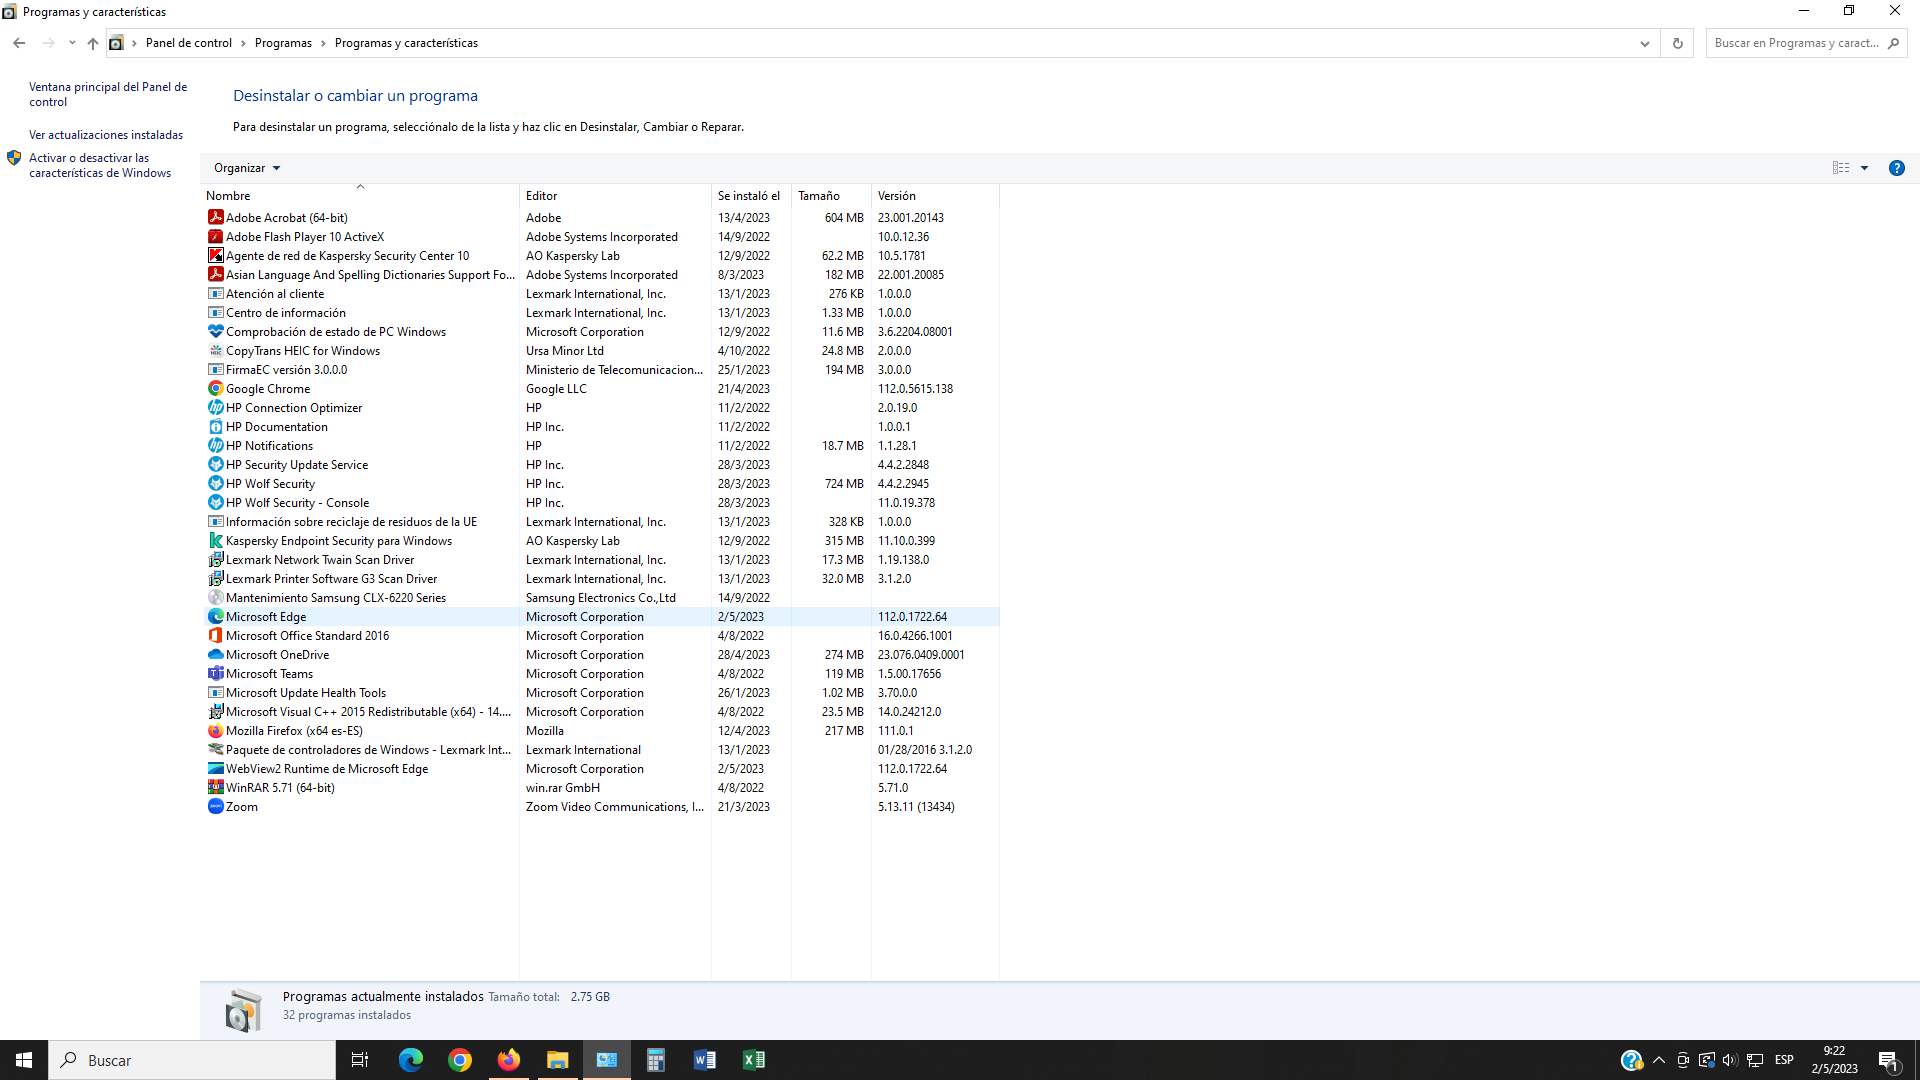 Programas y características
Panel de control > Programas > Programas y características
Buscar en Programas y caract...
Ventana principal del Panel de control
Ver actualizaciones instaladas
Activar o desactivar las características de Windows
Desinstalar o cambiar un programa
Para desinstalar un programa, selecciónalo de la lista y haz clic en Desinstalar, Cambiar o Reparar.
Organizar
Nombre Editor Se instaló el Tamaño Versión
Adobe Acrobat (64-bit) Adobe 13/4/2023 604 MB 23.001.20143
Adobe Flash Player 10 ActiveX Adobe Systems Incorporated 14/9/2022 10.0.12.36
Agente de red de Kaspersky Security Center 10 AO Kaspersky Lab 12/9/2022 62.2 MB 10.5.1781
Asian Language And Spelling Dictionaries Support Fo... Adobe Systems Incorporated 8/3/2023 182 MB 22.001.20085
Atención al cliente Lexmark International, Inc. 13/1/2023 276 KB 1.0.0.0
Centro de información Lexmark International, Inc. 13/1/2023 1.33 MB 1.0.0.0
Comprobación de estado de PC Windows Microsoft Corporation 12/9/2022 11.6 MB 3.6.2204.08001
CopyTrans HEIC for Windows Ursa Minor Ltd 4/10/2022 24.8 MB 2.0.0.0
FirmaEC versión 3.0.0.0 Ministerio de Telecomunicacion... 25/1/2023 194 MB 3.0.0.0
Google Chrome Google LLC 21/4/2023 112.0.5615.138
HP Connection Optimizer HP 11/2/2022 2.0.19.0
HP Documentation HP Inc. 11/2/2022 1.0.0.1
HP Notifications HP 11/2/2022 18.7 MB 1.1.28.1
HP Security Update Service HP Inc. 28/3/2023 4.4.2.2848
HP Wolf Security HP Inc. 28/3/2023 724 MB 4.4.2.2945
HP Wolf Security - Console HP Inc. 28/3/2023 11.0.19.378
Información sobre reciclaje de residuos de la UE Lexmark International, Inc. 13/1/2023 328 KB 1.0.0.0
Kaspersky Endpoint Security para Windows AO Kaspersky Lab 12/9/2022 315 MB 11.10.0.399
Lexmark Network Twain Scan Driver Lexmark International, Inc. 13/1/2023 17.3 MB 1.19.138.0
Lexmark Printer Software G3 Scan Driver Lexmark International, Inc. 13/1/2023 32.0 MB 3.1.2.0
Mantenimiento Samsung CLX-6220 Series Samsung Electronics Co.,Ltd 14/9/2022
Microsoft Edge Microsoft Corporation 2/5/2023 112.0.1722.64
Microsoft Office Standard 2016 Microsoft Corporation 4/8/2022 16.0.4266.1001
Microsoft OneDrive Microsoft Corporation 28/4/2023 274 MB 23.076.0409.0001
Microsoft Teams Microsoft Corporation 4/8/2022 119 MB 1.5.00.17656
Microsoft Update Health Tools Microsoft Corporation 26/1/2023 1.02 MB 3.70.0.0
Microsoft Visual C++ 2015 Redistributable (x64) - 14.... Microsoft Corporation 4/8/2022 23.5 MB 14.0.24212.0
Mozilla Firefox (x64 es-ES) Mozilla 12/4/2023 217 MB 111.0.1
Paquete de controladores de Windows - Lexmark Int... Lexmark International 13/1/2023 01/28/2016 3.1.2.0
WebView2 Runtime de Microsoft Edge Microsoft Corporation 2/5/2023 112.0.1722.64
WinRAR 5.71 (64-bit) win.rar GmbH 4/8/2022 5.71.0
Zoom Zoom Video Communications, I... 21/3/2023 5.13.11 (13434)
Programas actualmente instalados Tamaño total: 2.75 GB
32 programas instalados
Buscar
ESP
9:22
2/5/2023
1